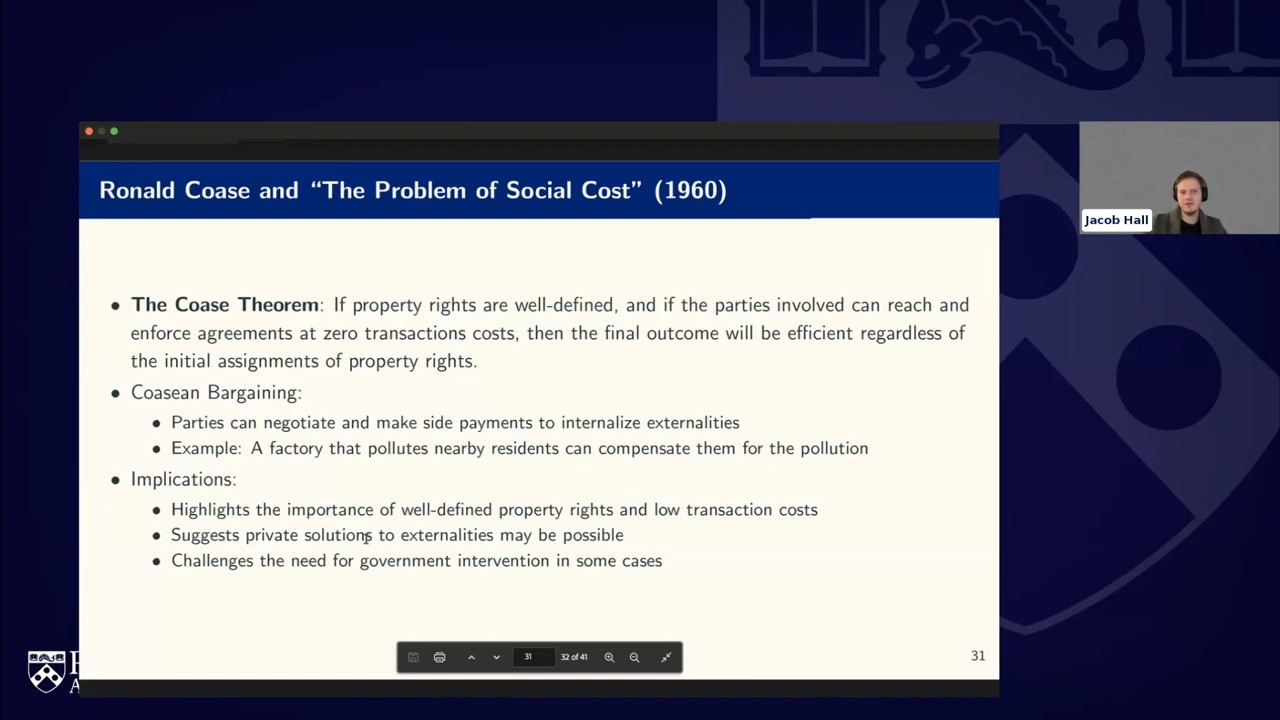 Ronald Coase and “The Problem of Social Cost” (1960)
Jacob Hall
• The Coase Theorem: If property rights are well-defined, and if the parties involved can reach and
enforce agreements at zero transactions costs, then the final outcome will be efficient regardless of
the initial assignments of property rights.
• Coasean Bargaining:
• Parties can negotiate and make side payments to internalize externalities
• Example: A factory that pollutes nearby residents can compensate them for the pollution
• Implications:
• Highlights the importance of well-defined property rights and low transaction costs
• Suggests private solutions to externalities may be possible
• Challenges the need for government intervention in some cases
31
32 of 41
31